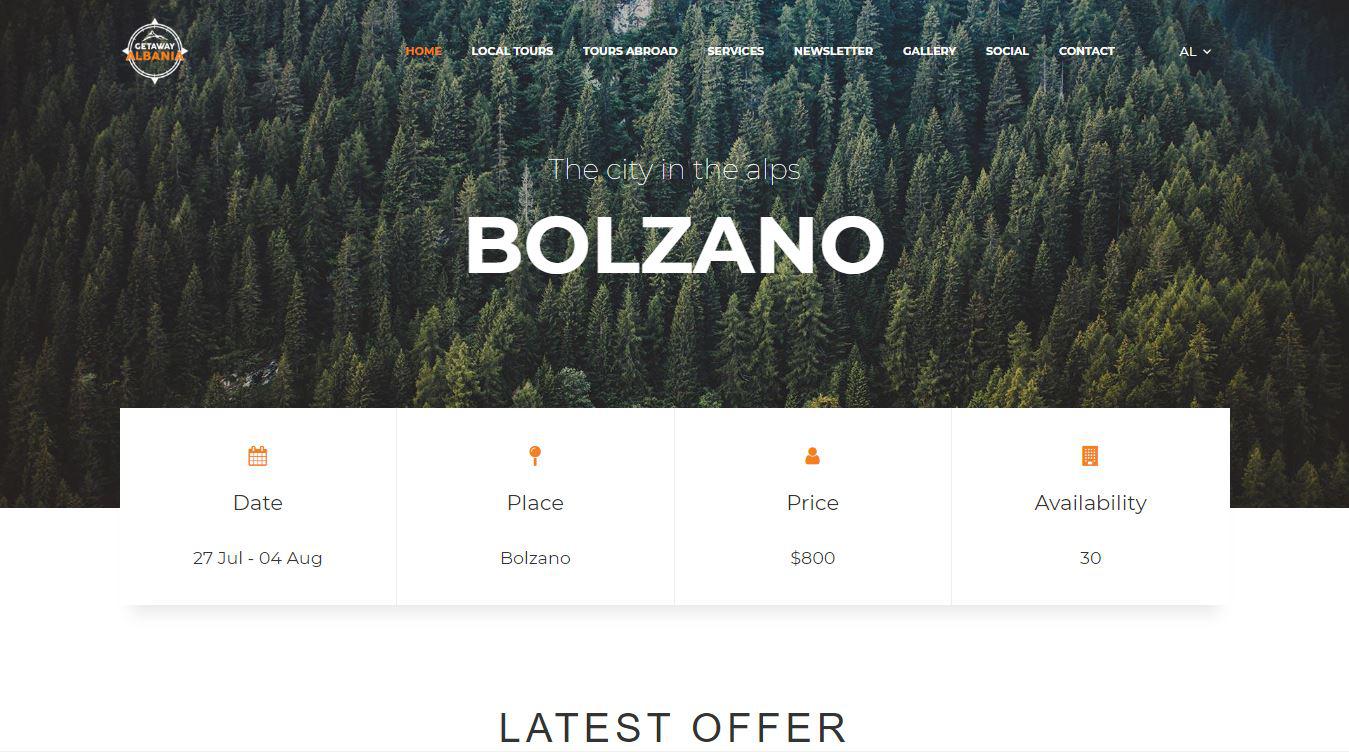 GETAWAY
ALBANIA
HOME LOCAL TOURS TOURS ABROAD SERVICES NEWSLETTER GALLERY SOCIAL CONTACT AL
The city in the alps
BOLZANO
Date Place Price Availability
27 Jul - 04 Aug Bolzano $800 30
LATEST OFFER